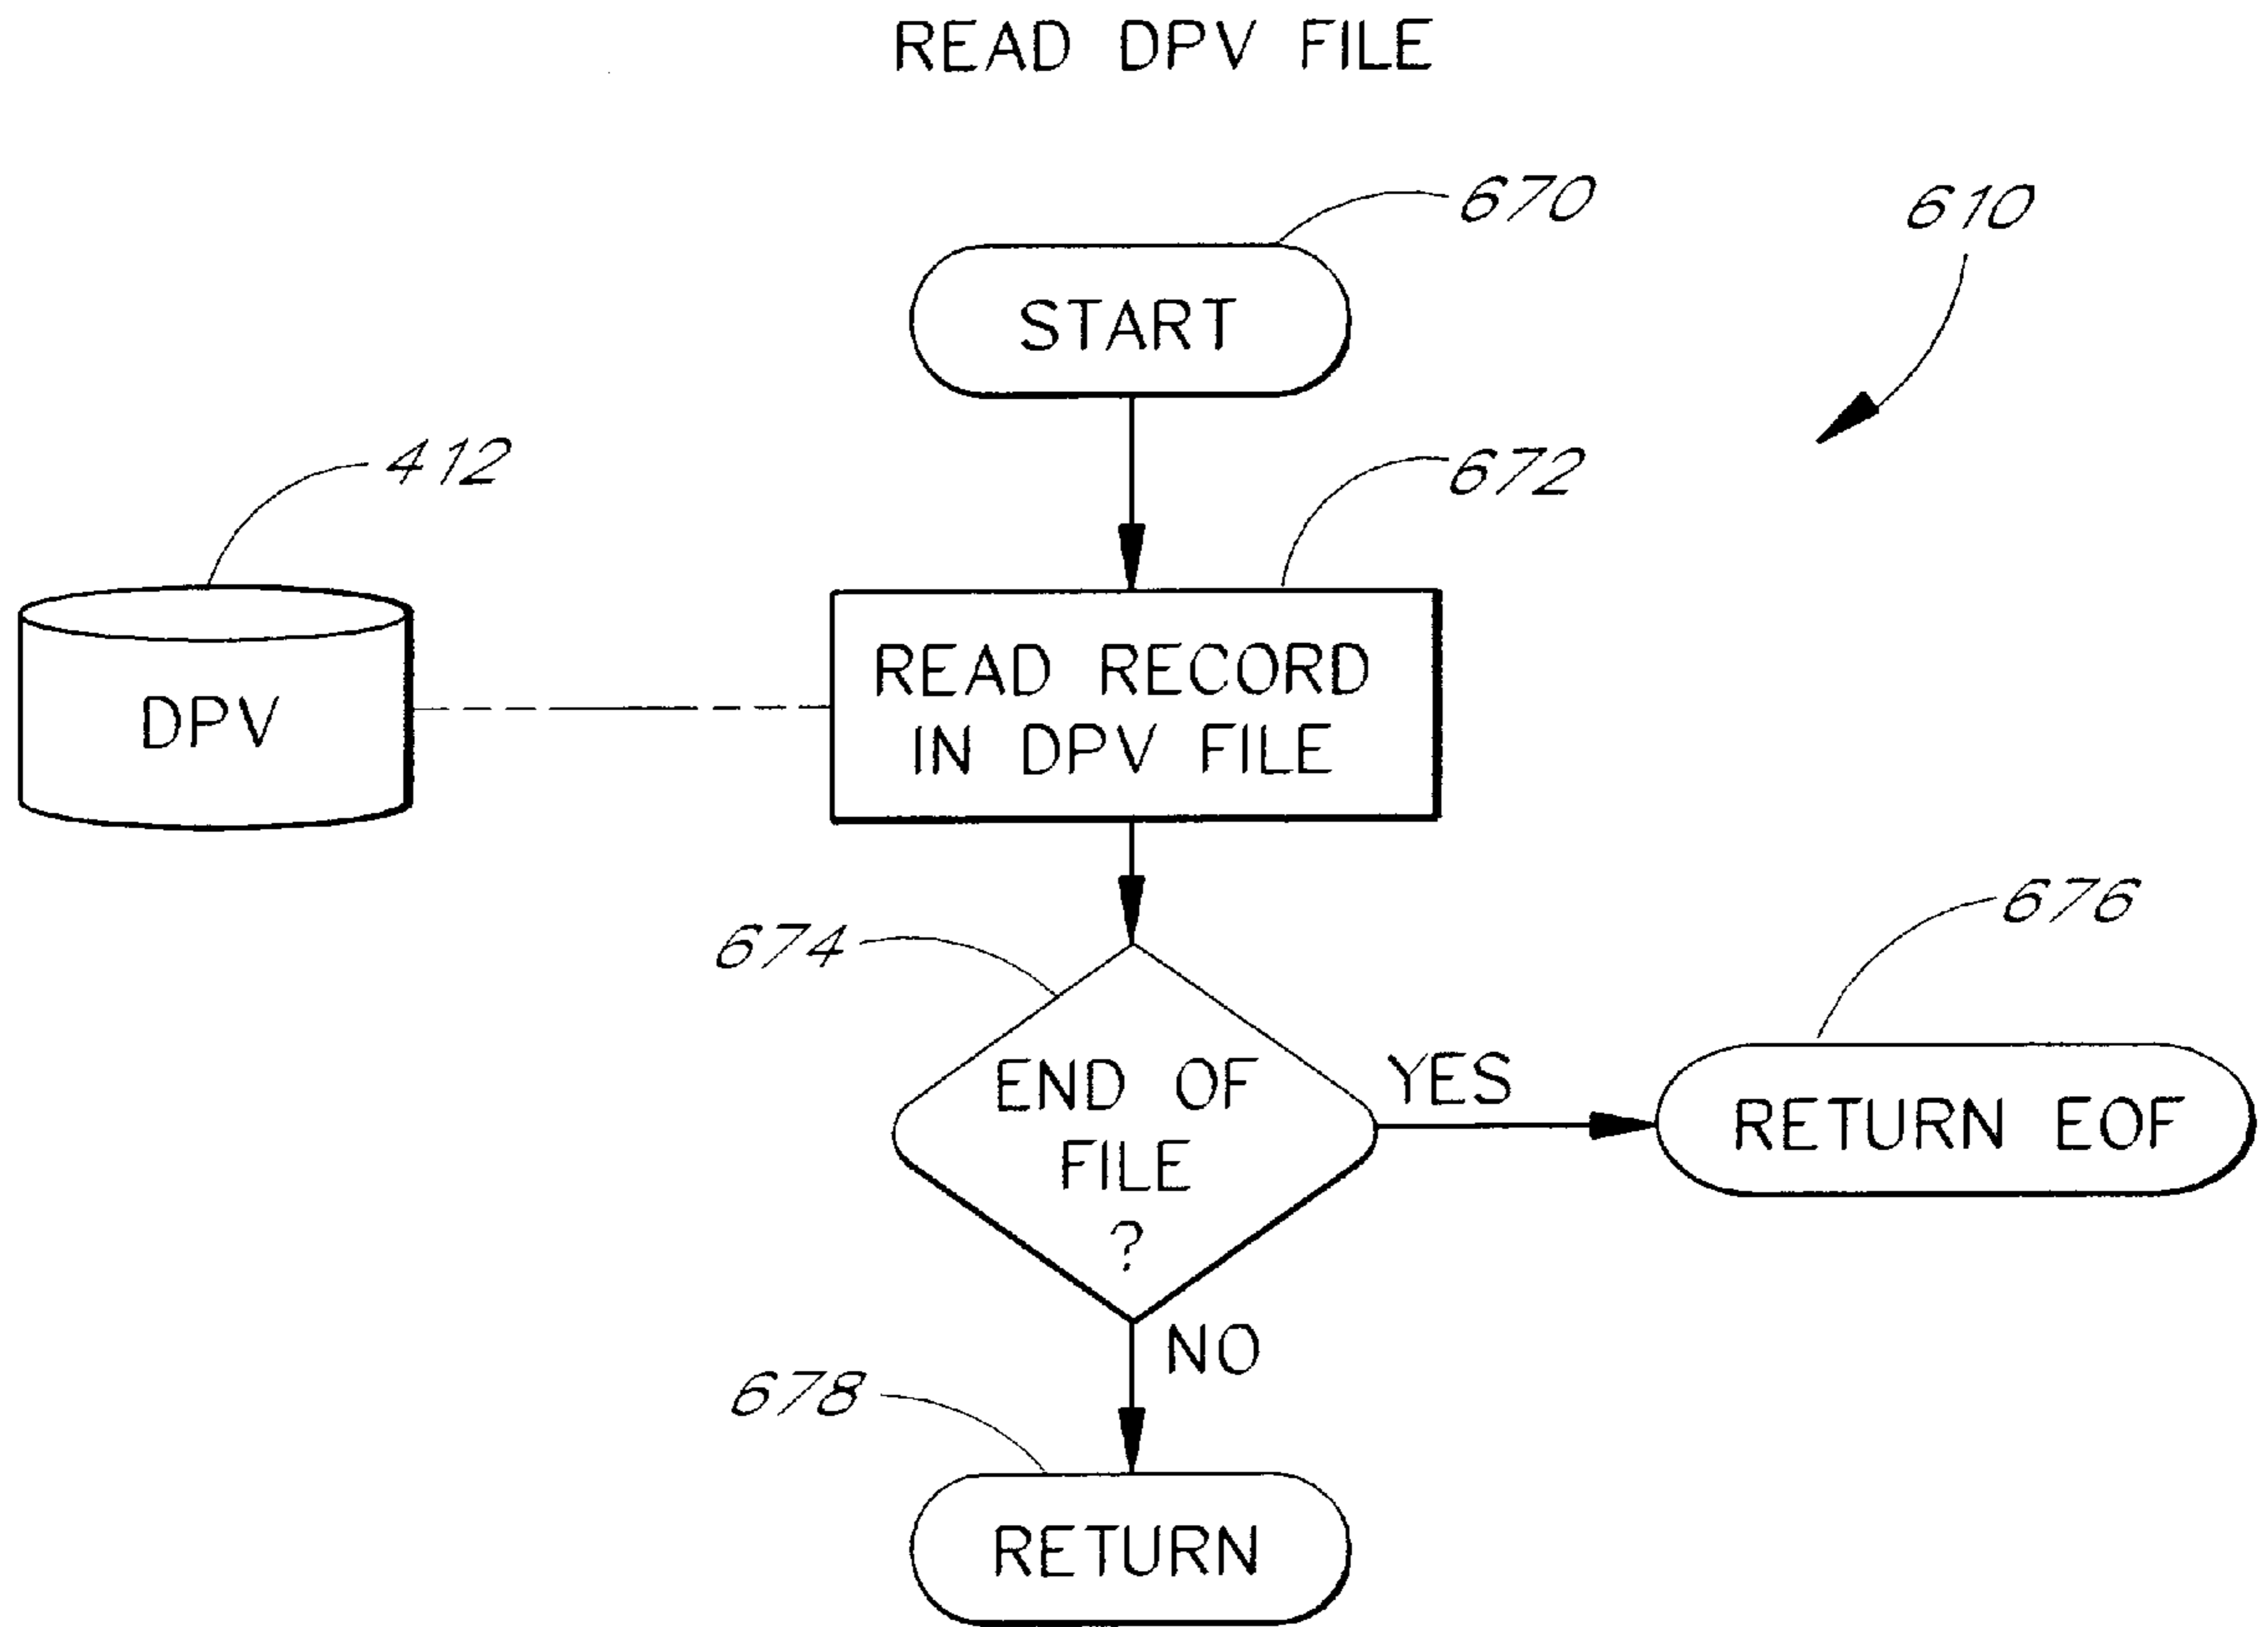 READ DPV FILE
670
610
START
412
672
DPV
READ RECORD
IN DPV FILE
674
676
END OF
FILE
?
YES
RETURN EOF
NO
678
RETURN